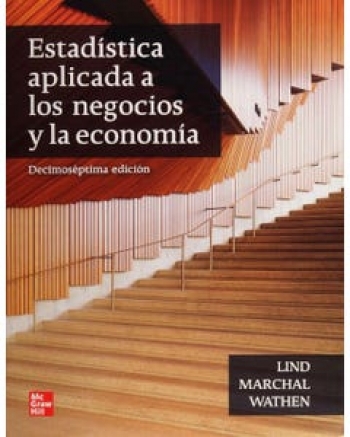 Estadística
aplicada a
los negocios
y la economía
Decimoséptima edición
LIND
MARCHAL
WATHEN
Mc
Graw
Hill